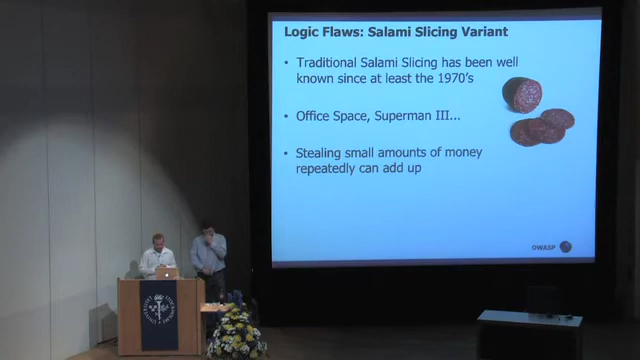 Logic Flaws: Salami Slicing Variant
• Traditional Salami Slicing has been well
known since at least the 1970's
• Office Space, Superman III...
• Stealing small amounts of money
repeatedly can add up
OWASP